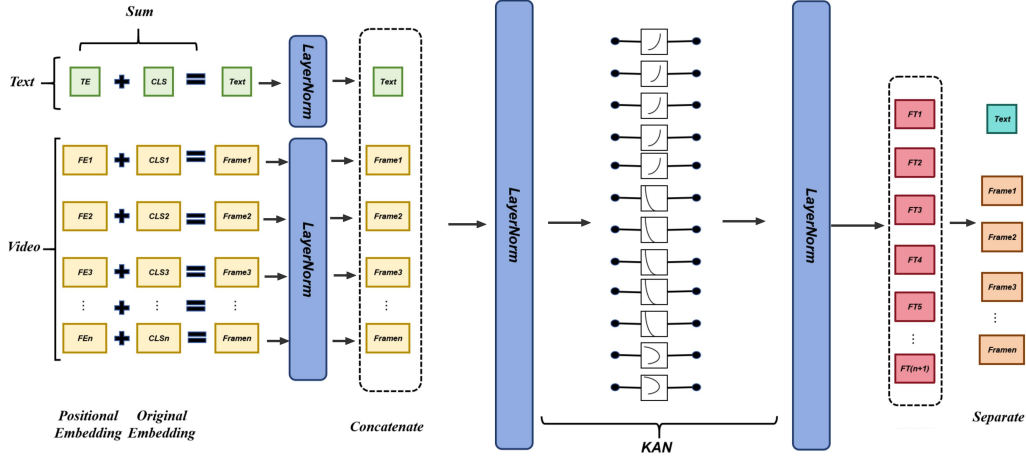 Sum
Text
TE
CLS
Text
LayerNorm
Text
Video
FE1
CLS1
Frame1
Frame1
FE2
CLS2
Frame2
Frame2
FE3
CLS3
Frame3
Frame3
FEn
CLSn
Framen
Framen
LayerNorm
Positional
Embedding
Original
Embedding
Concatenate
LayerNorm
KAN
LayerNorm
FT1
FT2
FT3
FT4
FT5
FT(n+1)
Text
Frame1
Frame2
Frame3
Framen
Separate